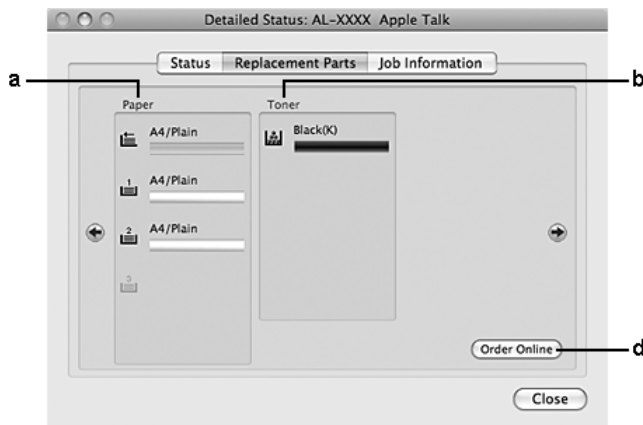 Detailed Status: AL-XXXX Apple Talk
Status Replacement Parts Job Information
a
b
Paper
Toner
A4/Plain
Black(K)
1
A4/Plain
2
A4/Plain
3
Order Online
d
Close